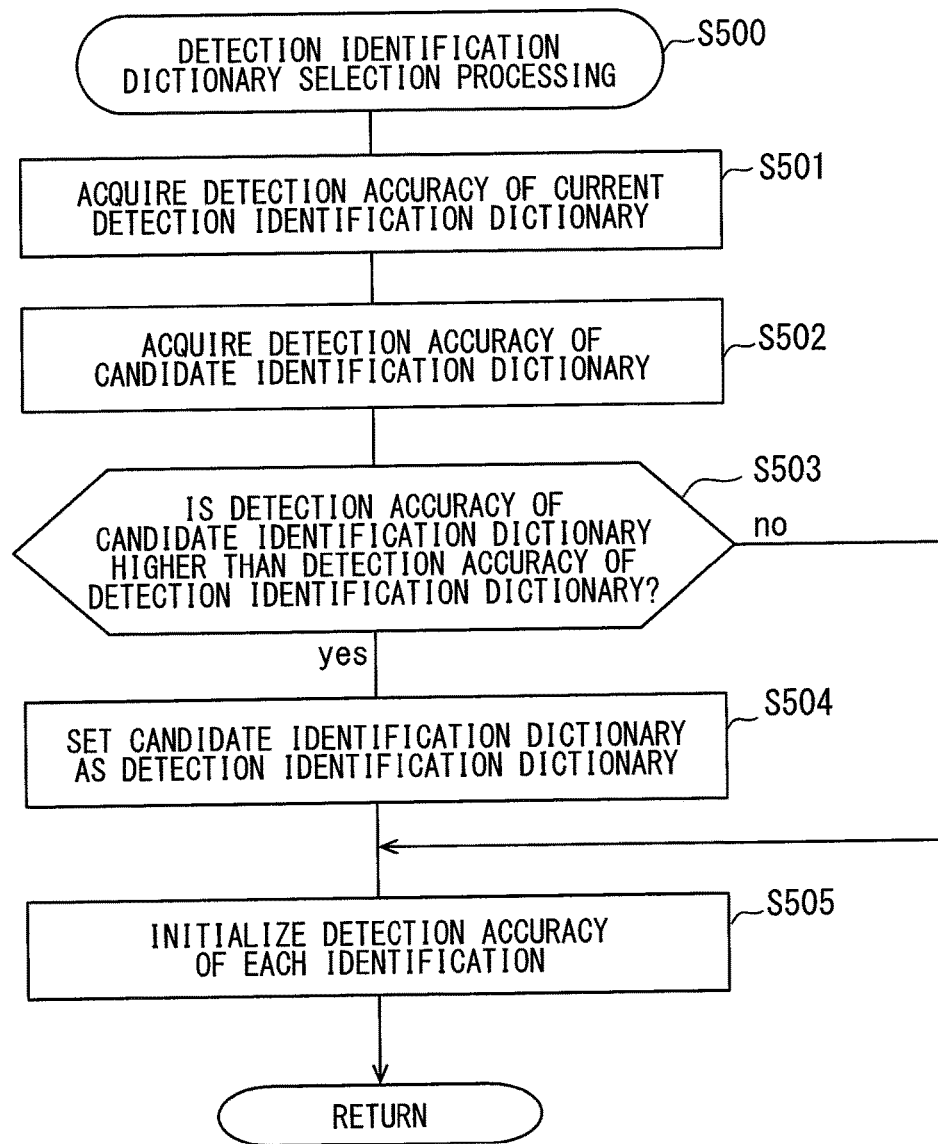 DETECTION IDENTIFICATION
DICTIONARY SELECTION PROCESSING
S500
ACQUIRE DETECTION ACCURACY OF CURRENT
DETECTION IDENTIFICATION DICTIONARY
S501
ACQUIRE DETECTION ACCURACY OF
CANDIDATE IDENTIFICATION DICTIONARY
S502
IS DETECTION ACCURACY OF
CANDIDATE IDENTIFICATION DICTIONARY
HIGHER THAN DETECTION ACCURACY OF
DETECTION IDENTIFICATION DICTIONARY?
S503
no
yes
SET CANDIDATE IDENTIFICATION DICTIONARY
AS DETECTION IDENTIFICATION DICTIONARY
S504
INITIALIZE DETECTION ACCURACY
OF EACH IDENTIFICATION
S505
RETURN